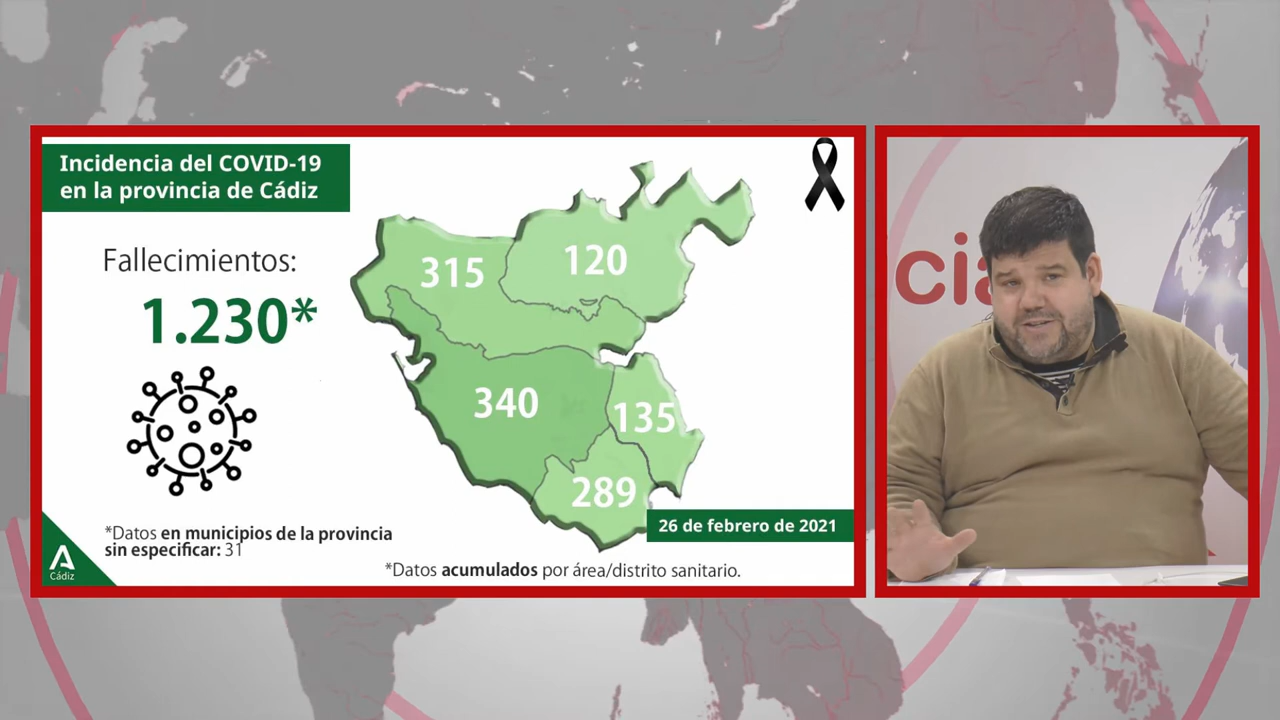 Incidencia del COVID-19
en la provincia de Cádiz
Fallecimientos:
1.230*
315
120
340
135
289
26 de febrero de 2021
*Datos en municipios de la provincia
sin especificar: 31
*Datos acumulados por área/distrito sanitario.
A
Cádiz
cia